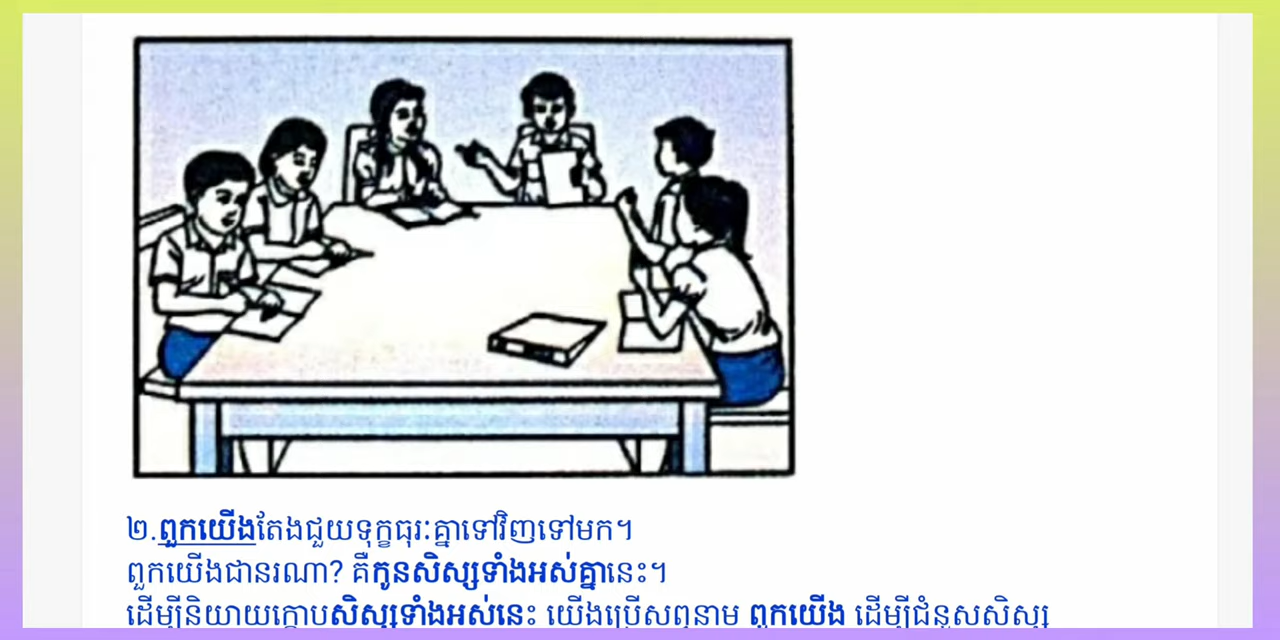 ២.ពួកយើងតែងជួយទុក្ខធុរៈគ្នាទៅវិញទៅមក។
ពួកយើងជានរណា? គឺកូនសិស្សទាំងអស់គ្នានេះ។
ដើម្បីនិយាយក្តោបសិស្សទាំងអស់នេះ យើងប្រើសព្វនាម ពួកយើង ដើម្បីជំនួសសិស្ស